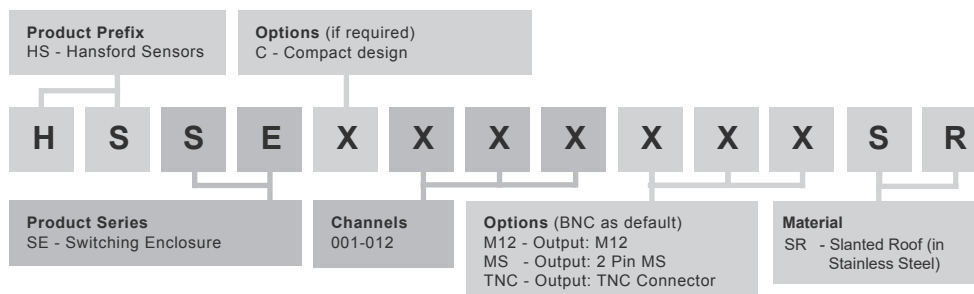 Product Prefix
HS - Hansford Sensors
Options (if required)
C - Compact design
H S S E X X X X X X X S R
Product Series
SE - Switching Enclosure
Channels
001-012
Options (BNC as default)
M12 - Output: M12
MS - Output: 2 Pin MS
TNC - Output: TNC Connector
Material
SR - Slanted Roof (in
Stainless Steel)